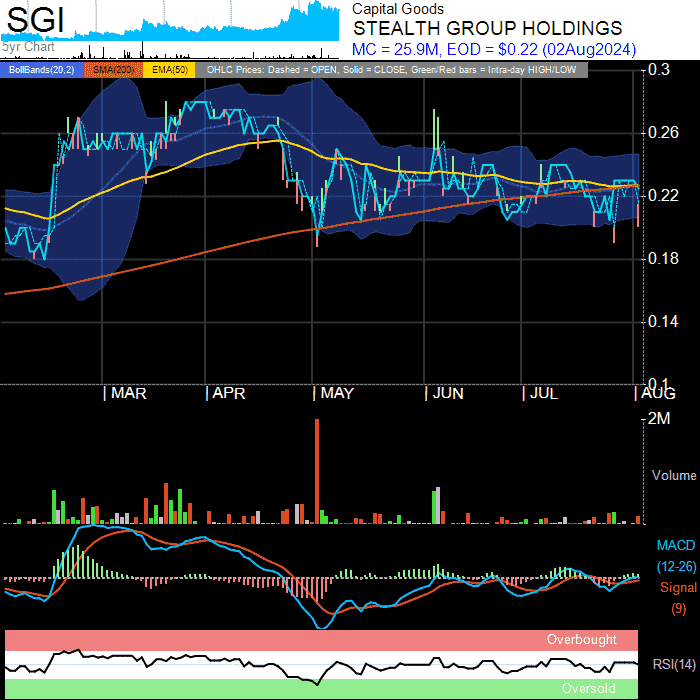 SGI
5yr Chart
Capital Goods
STEALTH GROUP HOLDINGS
MC = 25.9M, EOD = $0.22 (02Aug2024)
BollBands(20,2) SMA(200) EMA(50) OHLC Prices: Dashed = OPEN, Solid = CLOSE, Green/Red bars = Intra-day HIGH/LOW
0.3
0.26
0.22
0.18
0.14
0.1
MAR APR MAY JUN JUL AUG
2M
Volume
MACD
(12-26)
Signal
(9)
Overbought
RSI(14)
Oversold